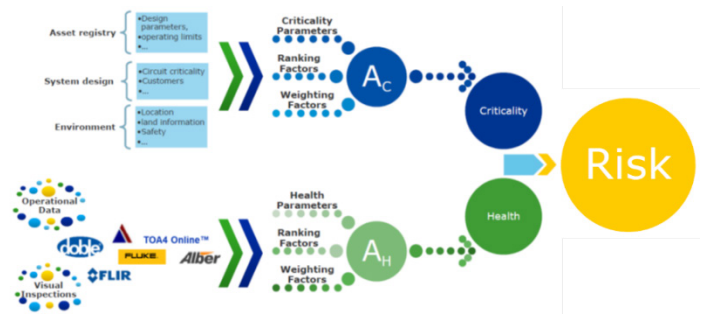 Asset registry
•Design
parameters,
•operating limits
•...
System design
•Circuit criticality
•Customers
•...
Environment
•Location
•land information
•Safety
•...
Criticality
Parameters
Ranking
Factors
Weighting
Factors
AC
Criticality
Risk
Operational
Data
doble
TOA4 Online™
FLUKE
Alber
FLIR
Visual
Inspections
Health
Parameters
Ranking
Factors
Weighting
Factors
AH
Health